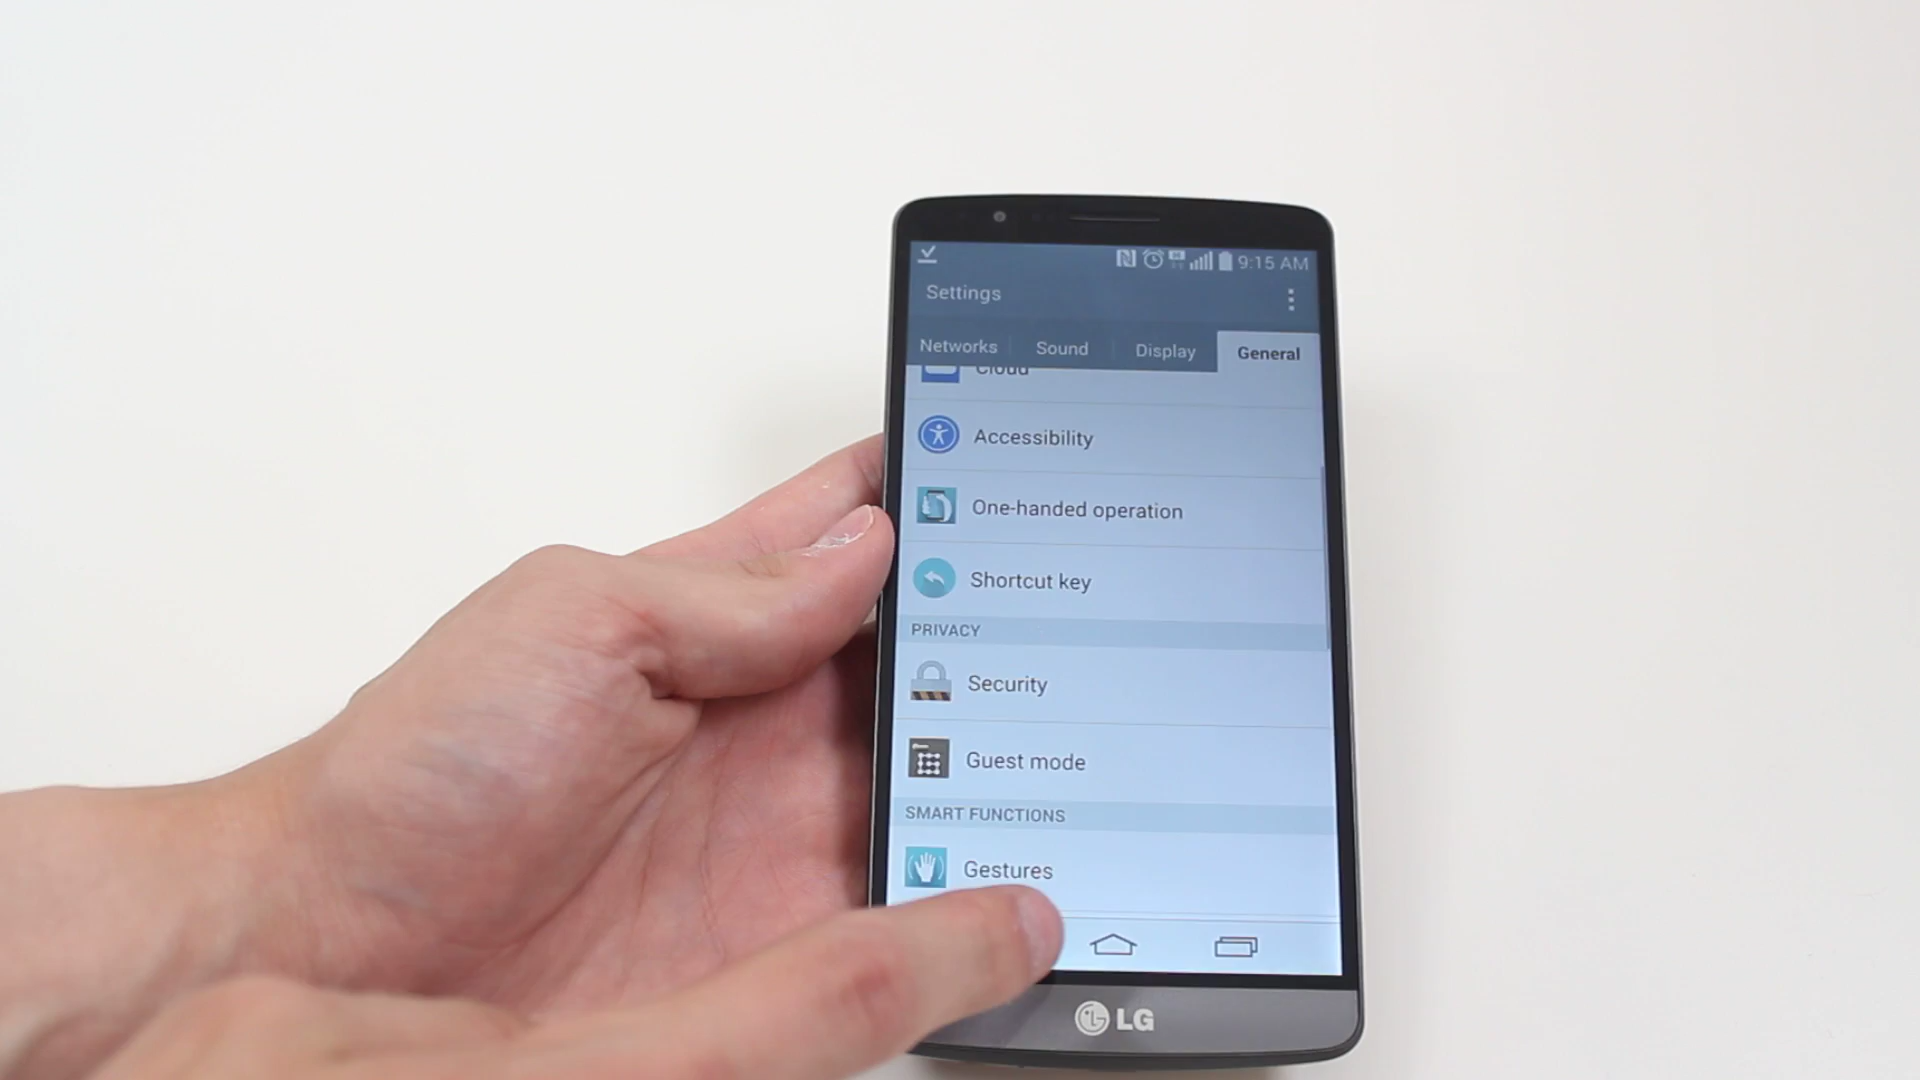 9:15 AM
Settings
Networks Sound Display General
Cloud
Accessibility
One-handed operation
Shortcut key
PRIVACY
Security
Guest mode
SMART FUNCTIONS
Gestures
LG